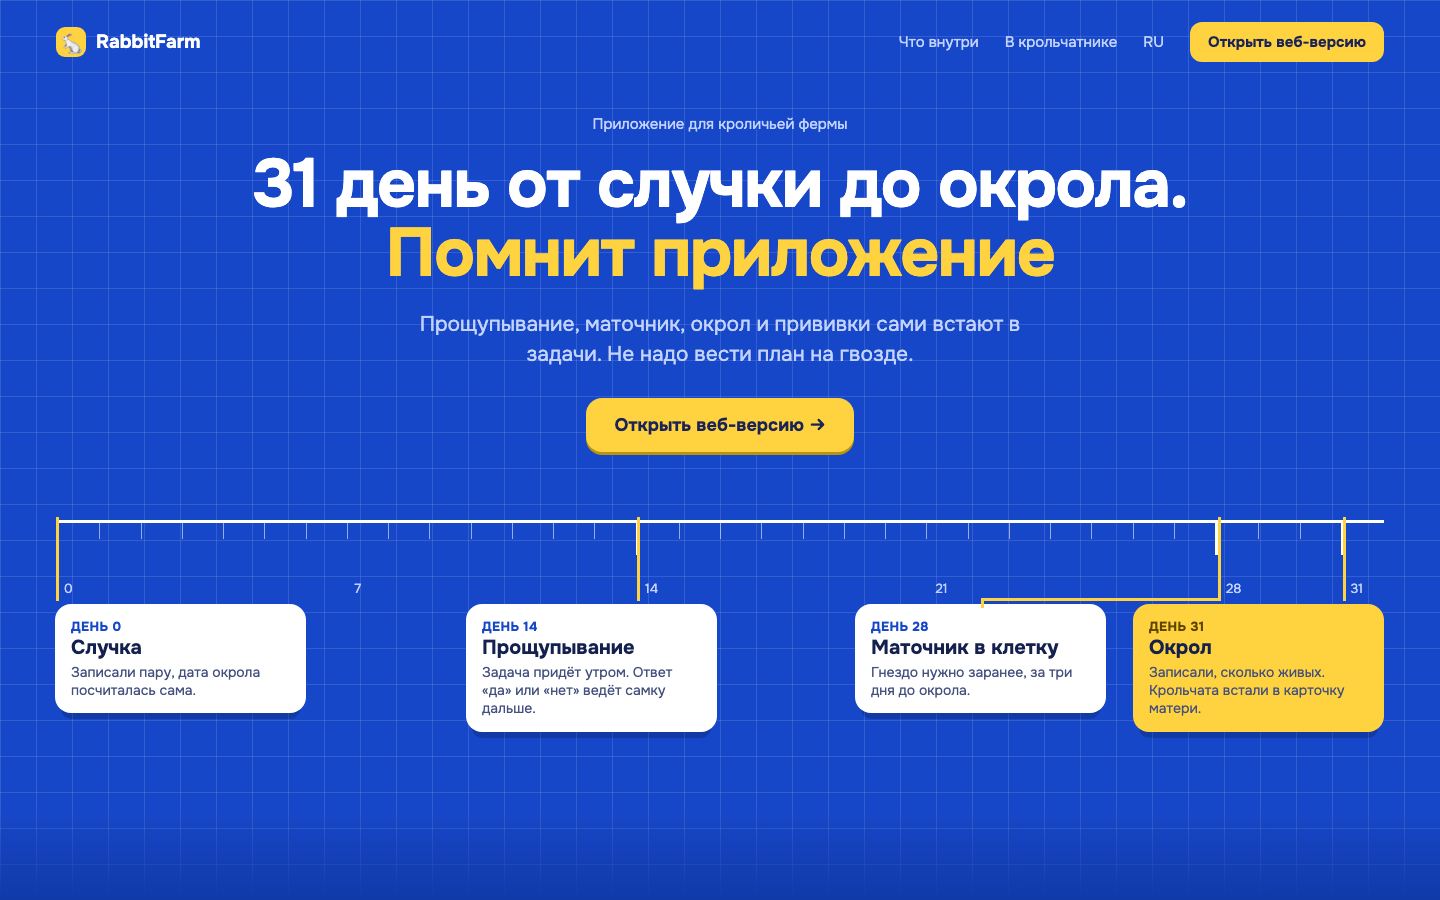 RabbitFarm
Что внутри
В крольчатнике
RU
Открыть веб-версию
Приложение для кроличьей фермы
31 день от случки до окрола.
Помнит приложение
Прощупывание, маточник, окрол и прививки сами встают в
задачи. Не надо вести план на гвозде.
Открыть веб-версию →
0
7
14
21
28
31
ДЕНЬ 0
Случка
Записали пару, дата окрола
посчиталась сама.
ДЕНЬ 14
Прощупывание
Задача придёт утром. Ответ
«да» или «нет» ведёт самку
дальше.
ДЕНЬ 28
Маточник в клетку
Гнездо нужно заранее, за три
дня до окрола.
ДЕНЬ 31
Окрол
Записали, сколько живых.
Крольчата встали в карточку
матери.